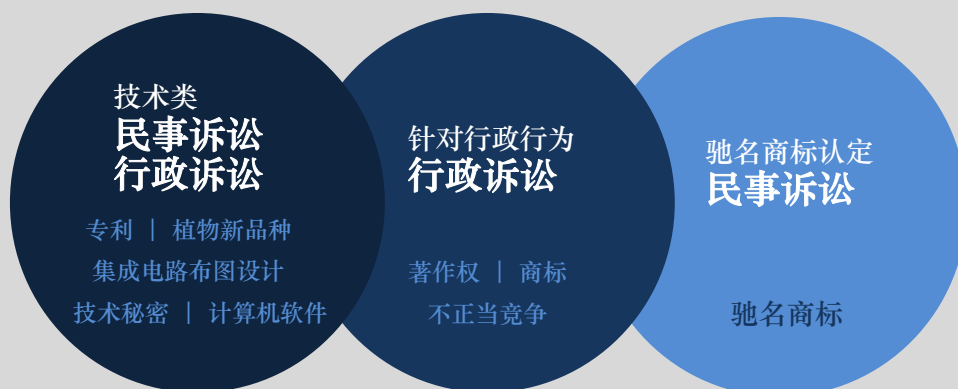 技术类
民事诉讼
行政诉讼
专利 | 植物新品种
集成电路布图设计
技术秘密 | 计算机软件
针对行政行为
行政诉讼
著作权 | 商标
不正当竞争
驰名商标认定
民事诉讼
驰名商标